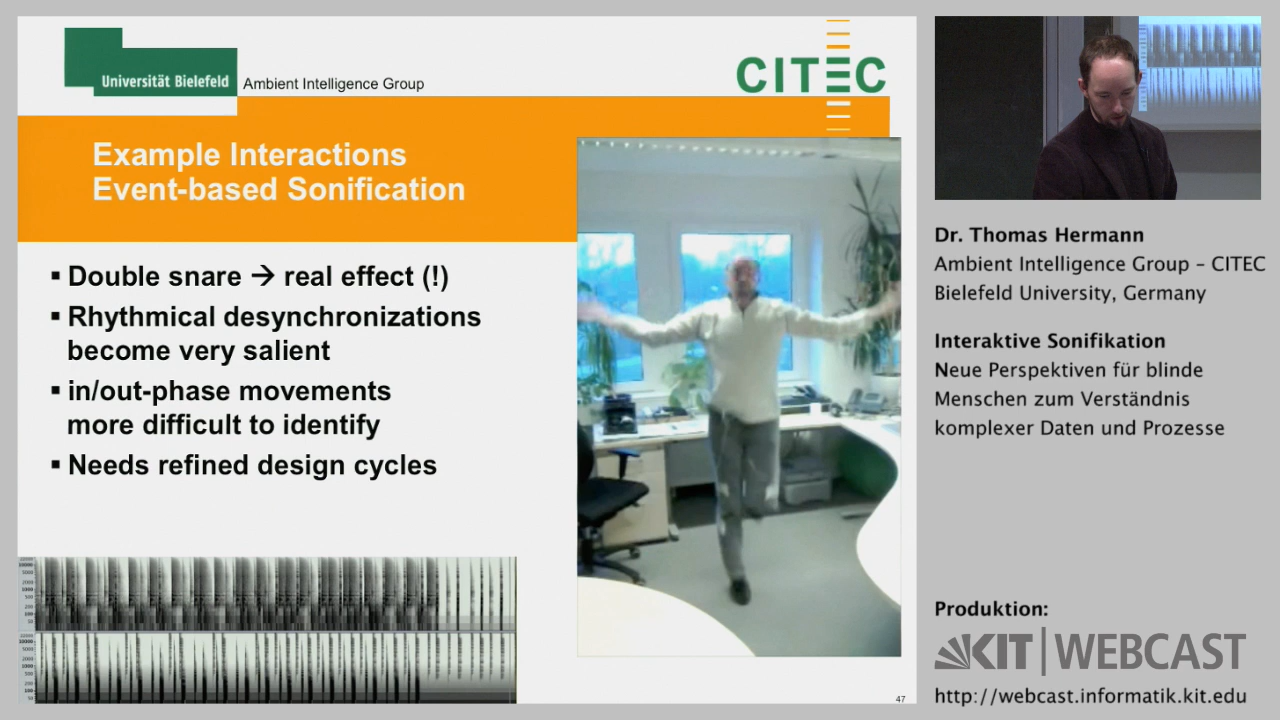 Universität Bielefeld
Ambient Intelligence Group
CITEC
Example Interactions
Event-based Sonification
▪ Double snare → real effect (!)
▪ Rhythmical desynchronizations
become very salient
▪ in/out-phase movements
more difficult to identify
▪ Needs refined design cycles
47
Dr. Thomas Hermann
Ambient Intelligence Group – CITEC
Bielefeld University, Germany
Interaktive Sonifikation
Neue Perspektiven für blinde
Menschen zum Verständnis
komplexer Daten und Prozesse
Produktion:
KIT WEBCAST
http://webcast.informatik.kit.edu